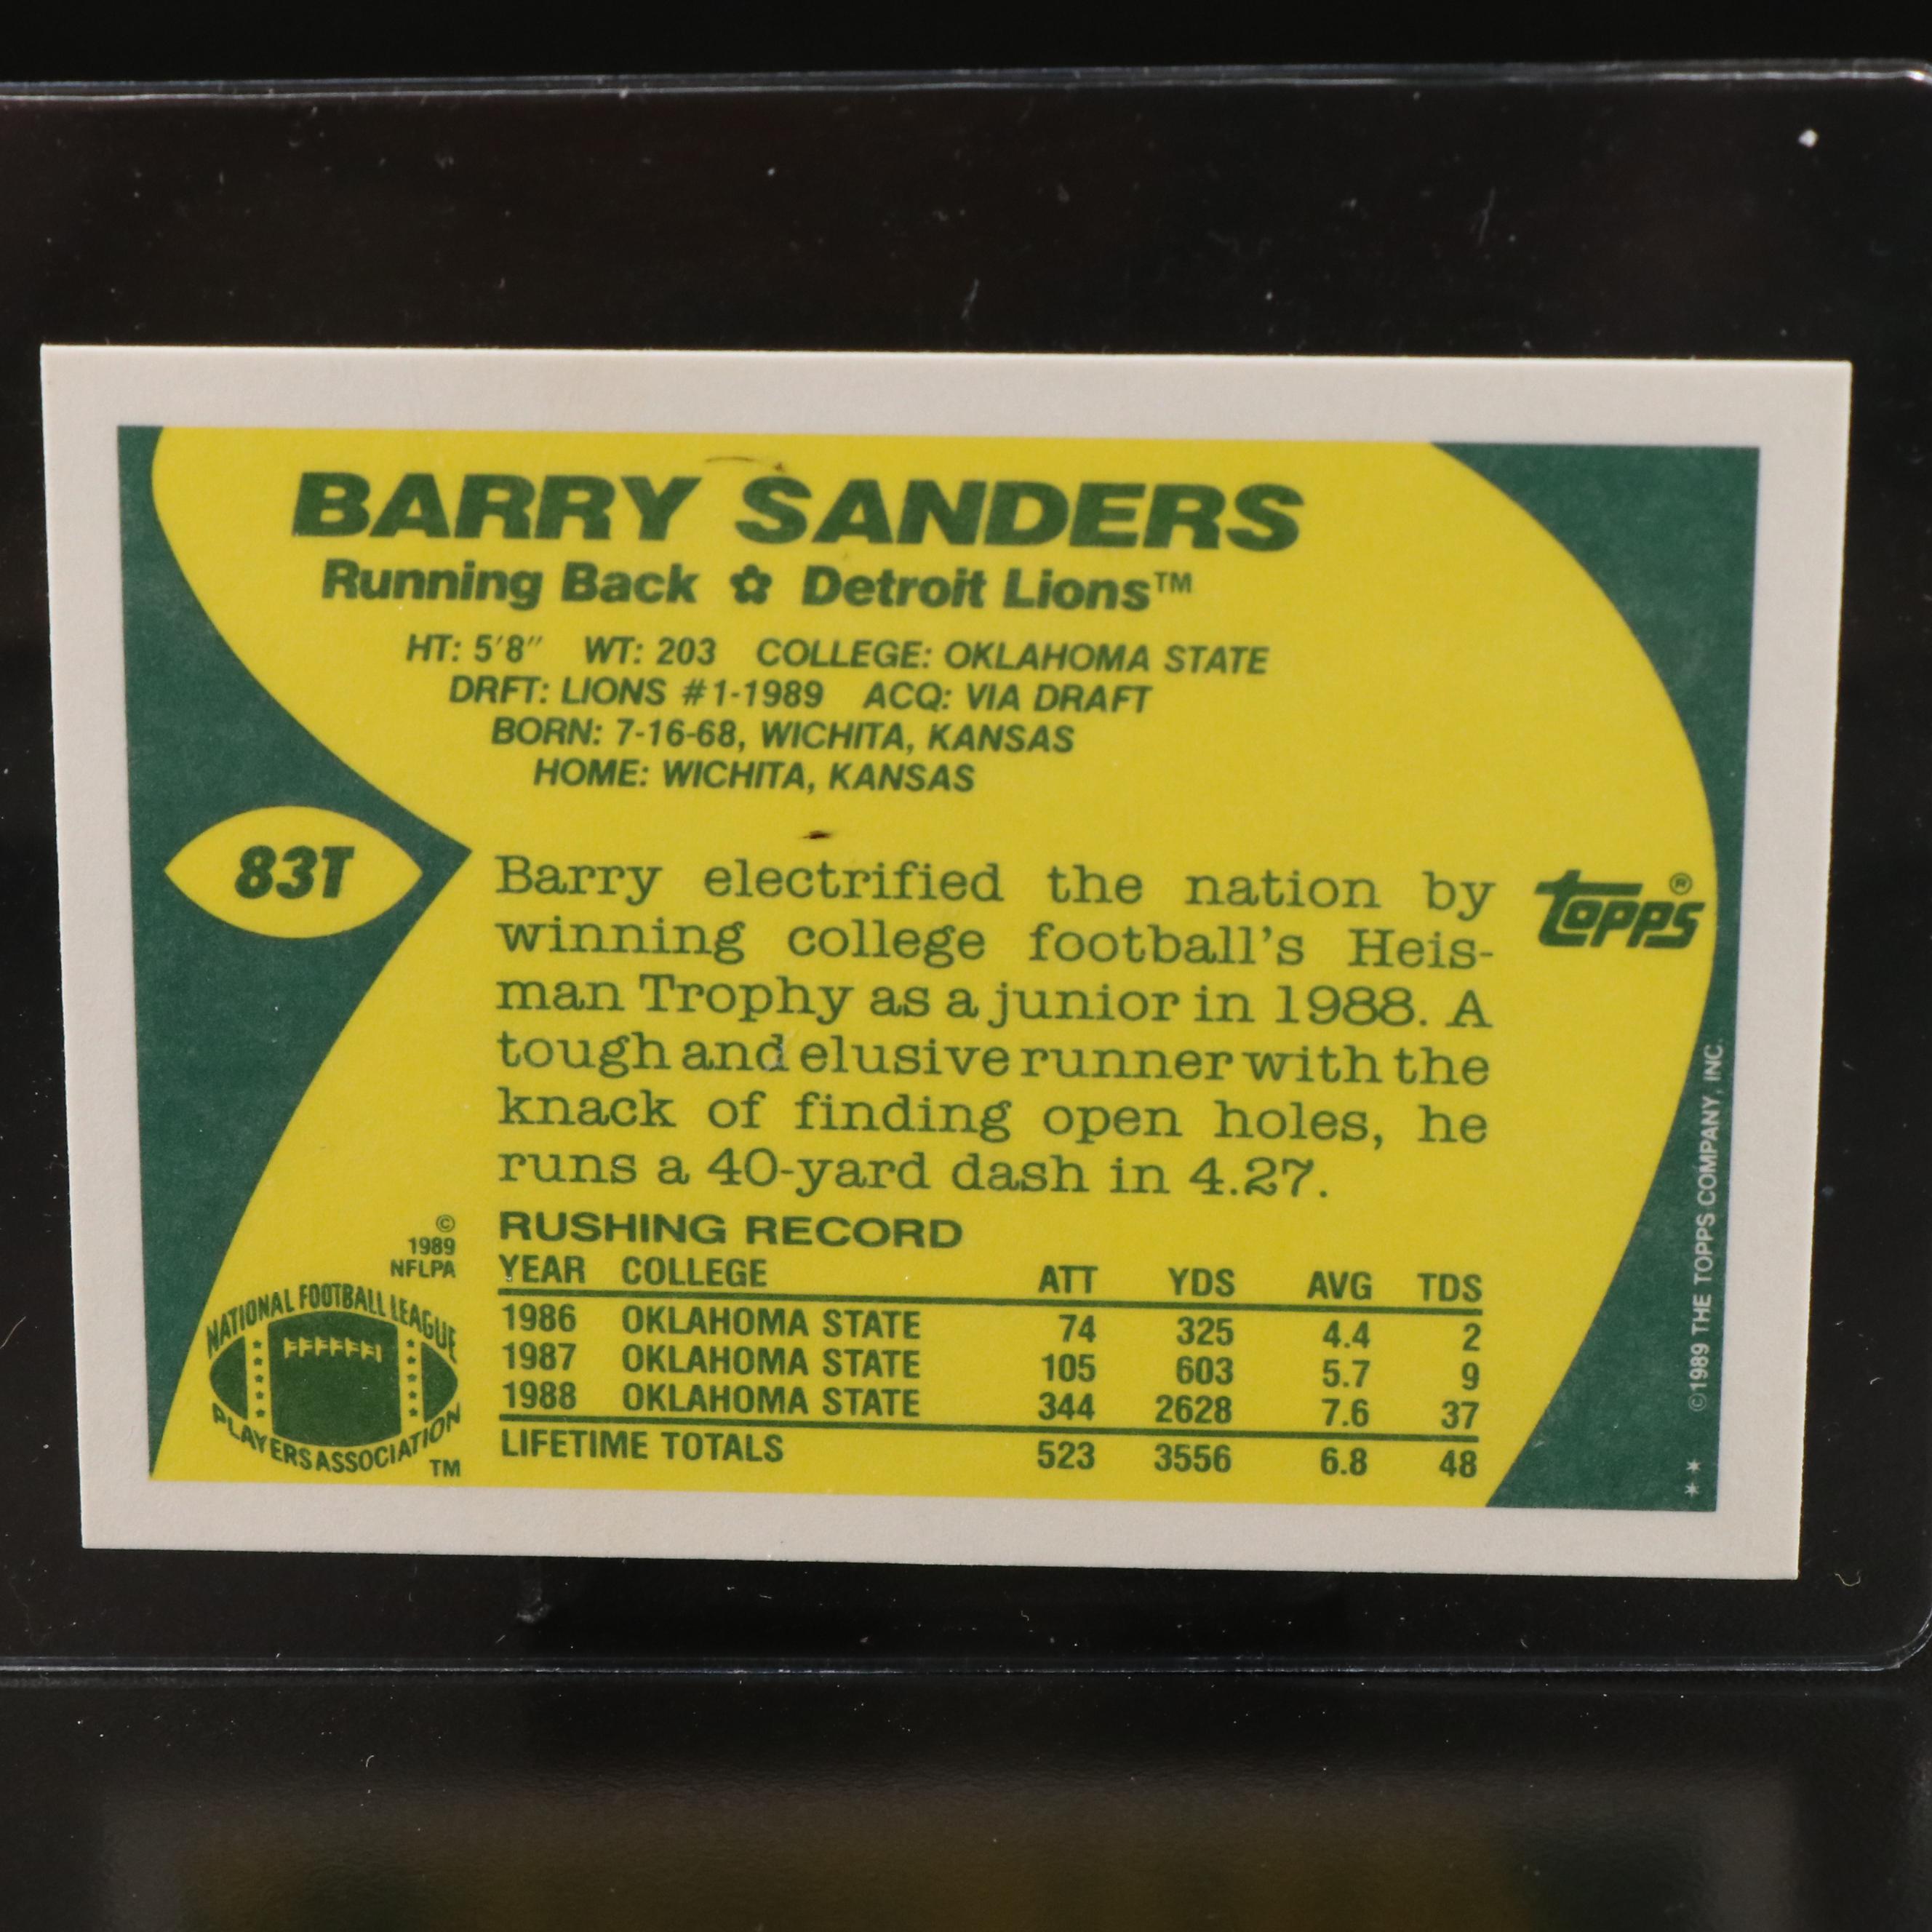 BARRY SANDERS
Running Back ✿ Detroit Lions™
HT: 5'8" WT: 203 COLLEGE: OKLAHOMA STATE
DRFT: LIONS #1-1989 ACQ: VIA DRAFT
BORN: 7-16-68, WICHITA, KANSAS
HOME: WICHITA, KANSAS
83T
Barry electrified the nation by
winning college football's Heis-
man Trophy as a junior in 1988. A
tough and elusive runner with the
knack of finding open holes, he
runs a 40-yard dash in 4.27.
topps®
©
1989
NFLPA
NATIONAL FOOTBALL LEAGUE
PLAYERS ASSOCIATION
TM
RUSHING RECORD
YEAR COLLEGE ATT YDS AVG TDS
1986 OKLAHOMA STATE 74 325 4.4 2
1987 OKLAHOMA STATE 105 603 5.7 9
1988 OKLAHOMA STATE 344 2628 7.6 37
LIFETIME TOTALS 523 3556 6.8 48
**©1989 THE TOPPS COMPANY, INC.